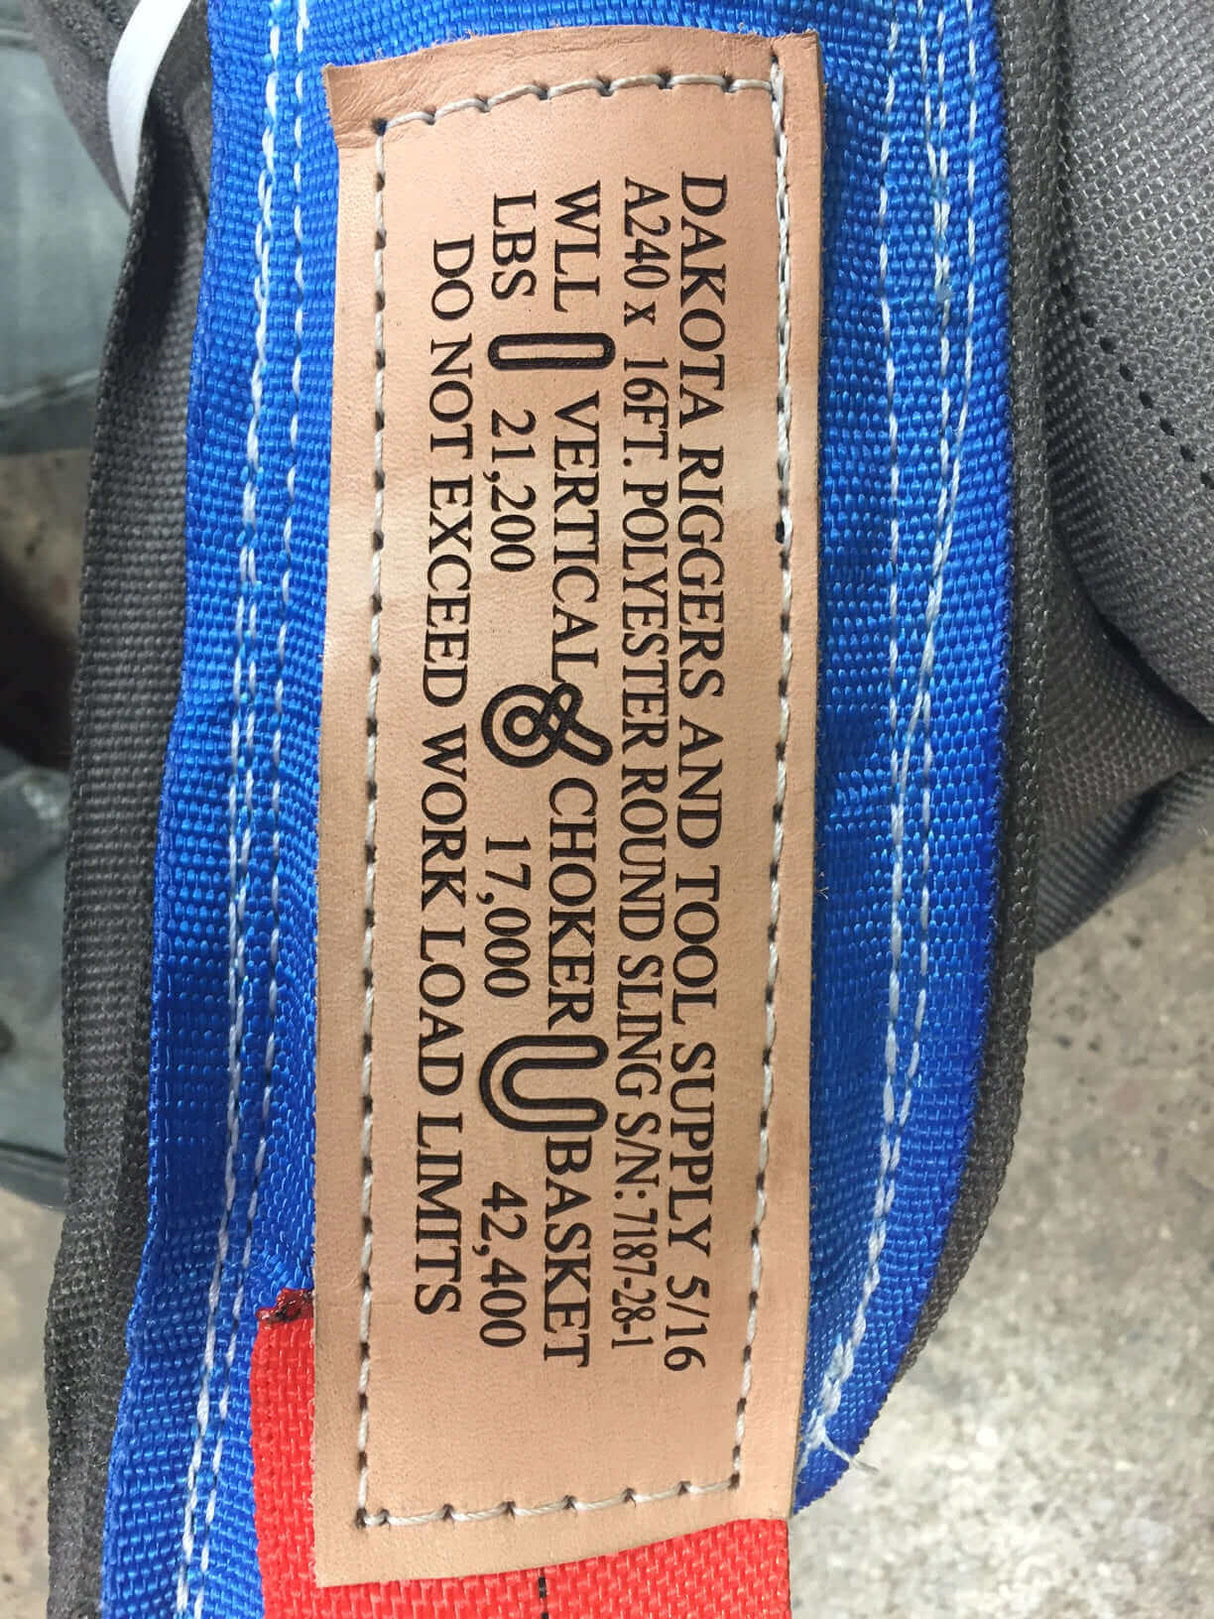 DAKOTA RIGGERS AND TOOL SUPPLY 5/16
A240 x 16FT. POLYESTER ROUND SLING S/N: 7187-28-1
WLL VERTICAL CHOKER BASKET
LBS 21,200 17,000 42,400
DO NOT EXCEED WORK LOAD LIMITS